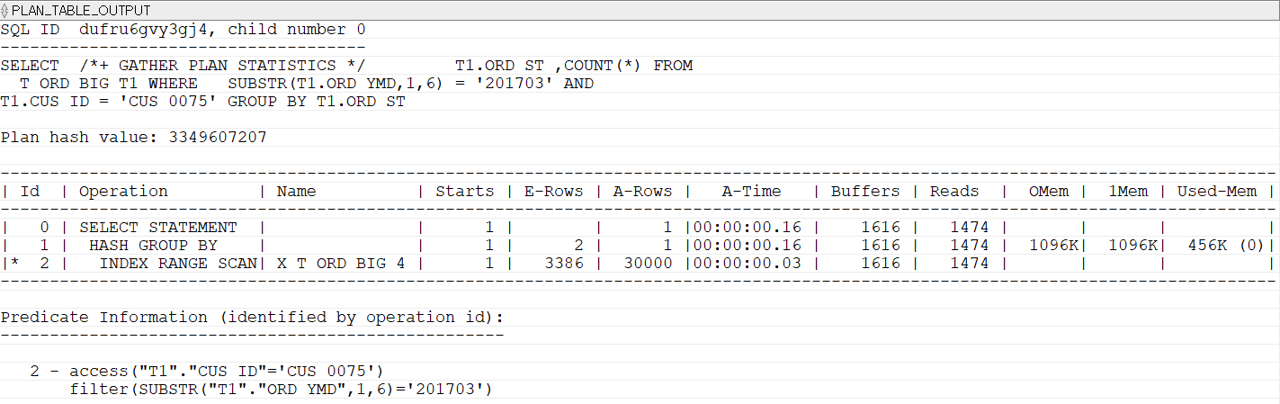 PLAN_TABLE_OUTPUT
SQL ID  dufru6gvy3gj4, child number 0
-------------------------------------
SELECT  /*+ GATHER PLAN STATISTICS */         T1.ORD ST ,COUNT(*) FROM
  T ORD BIG T1 WHERE   SUBSTR(T1.ORD YMD,1,6) = '201703' AND
T1.CUS ID = 'CUS 0075' GROUP BY T1.ORD ST
Plan hash value: 3349607207
---------------------------------------------------------------------------------------------------------------------------------
| Id  | Operation         | Name           | Starts | E-Rows | A-Rows |   A-Time   | Buffers | Reads  |  OMem |  1Mem | Used-Mem |
---------------------------------------------------------------------------------------------------------------------------------
|   0 | SELECT STATEMENT  |                |      1 |        |      1 |00:00:00.16 |    1616 |   1474 |       |       |          |
|   1 |  HASH GROUP BY    |                |      1 |      2 |      1 |00:00:00.16 |    1616 |   1474 |  1096K|  1096K|  456K (0)|
|*  2 |   INDEX RANGE SCAN| X T ORD BIG 4  |      1 |   3386 |  30000 |00:00:00.03 |    1616 |   1474 |       |       |          |
---------------------------------------------------------------------------------------------------------------------------------
Predicate Information (identified by operation id):
---------------------------------------------------
   2 - access("T1"."CUS ID"='CUS 0075')
       filter(SUBSTR("T1"."ORD YMD",1,6)='201703')